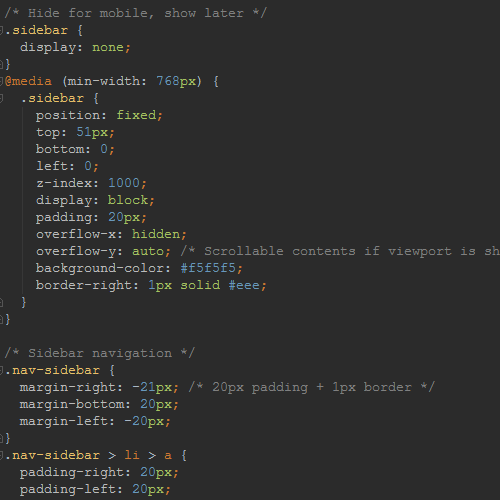 /* Hide for mobile, show later */
.sidebar {
  display: none;
}
@media (min-width: 768px) {
  .sidebar {
    position: fixed;
    top: 51px;
    bottom: 0;
    left: 0;
    z-index: 1000;
    display: block;
    padding: 20px;
    overflow-x: hidden;
    overflow-y: auto; /* Scrollable contents if viewport is sh
    background-color: #f5f5f5;
    border-right: 1px solid #eee;
  }
}

/* Sidebar navigation */
.nav-sidebar {
  margin-right: -21px; /* 20px padding + 1px border */
  margin-bottom: 20px;
  margin-left: -20px;
}
.nav-sidebar > li > a {
  padding-right: 20px;
  padding-left: 20px;